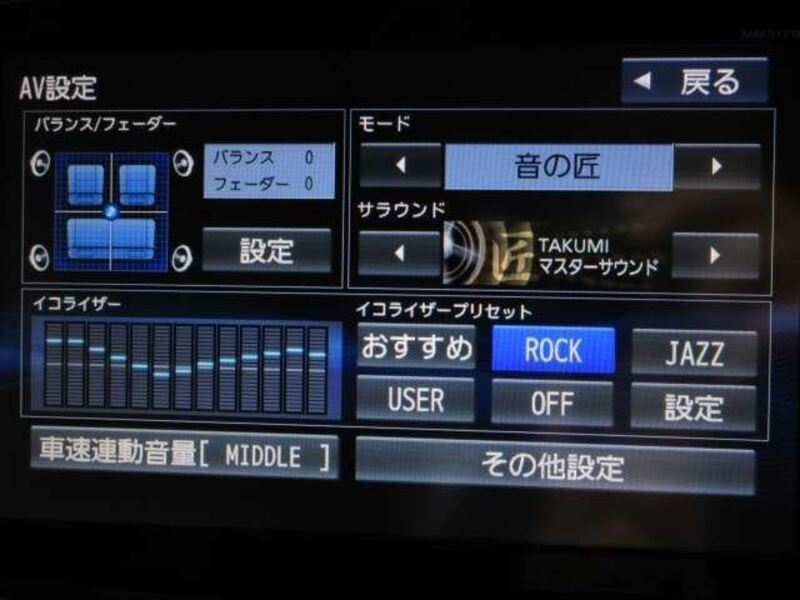 AV設定
戻る
バランス/フェーダー
バランス 0
フェーダー 0
設定
モード
音の匠
サラウンド
匠
TAKUMI
マスターサウンド
イコライザー
イコライザープリセット
おすすめ
ROCK
JAZZ
USER
OFF
設定
車速連動音量[ MIDDLE ]
その他設定